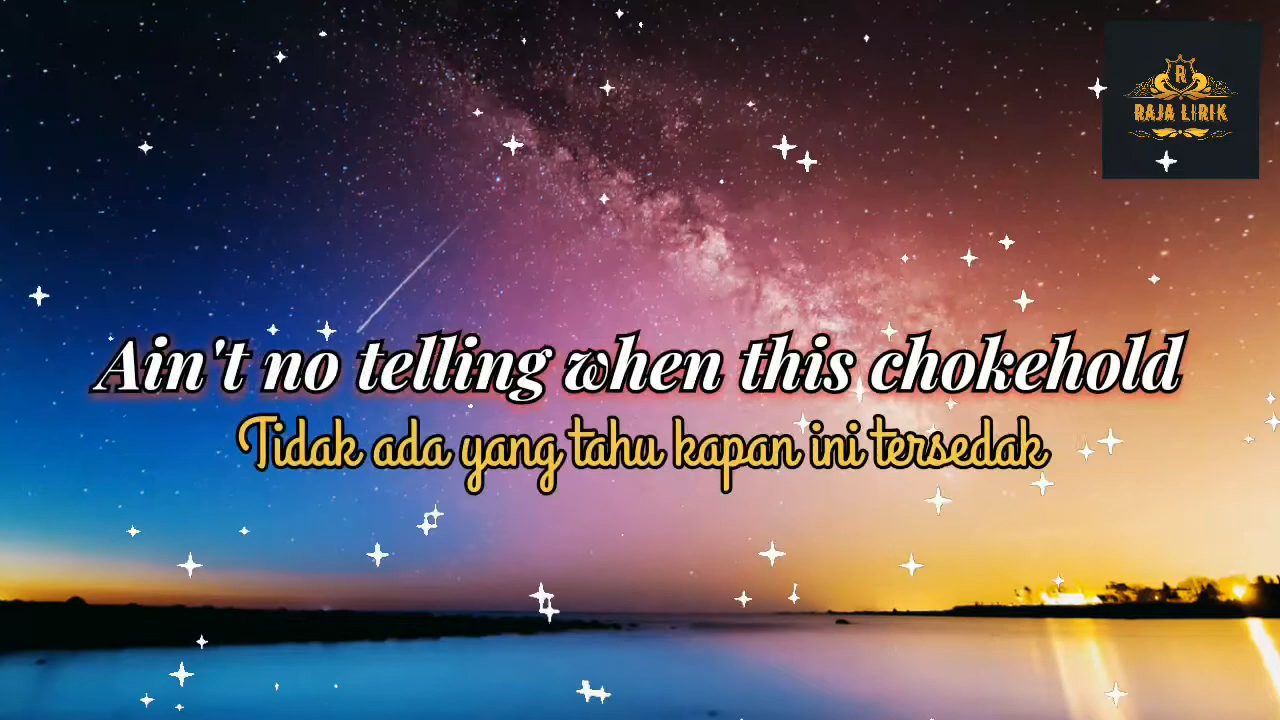 R
RAJA LIRIK
Ain't no telling when this chokehold
Tidak ada yang tahu kapan ini tersedak